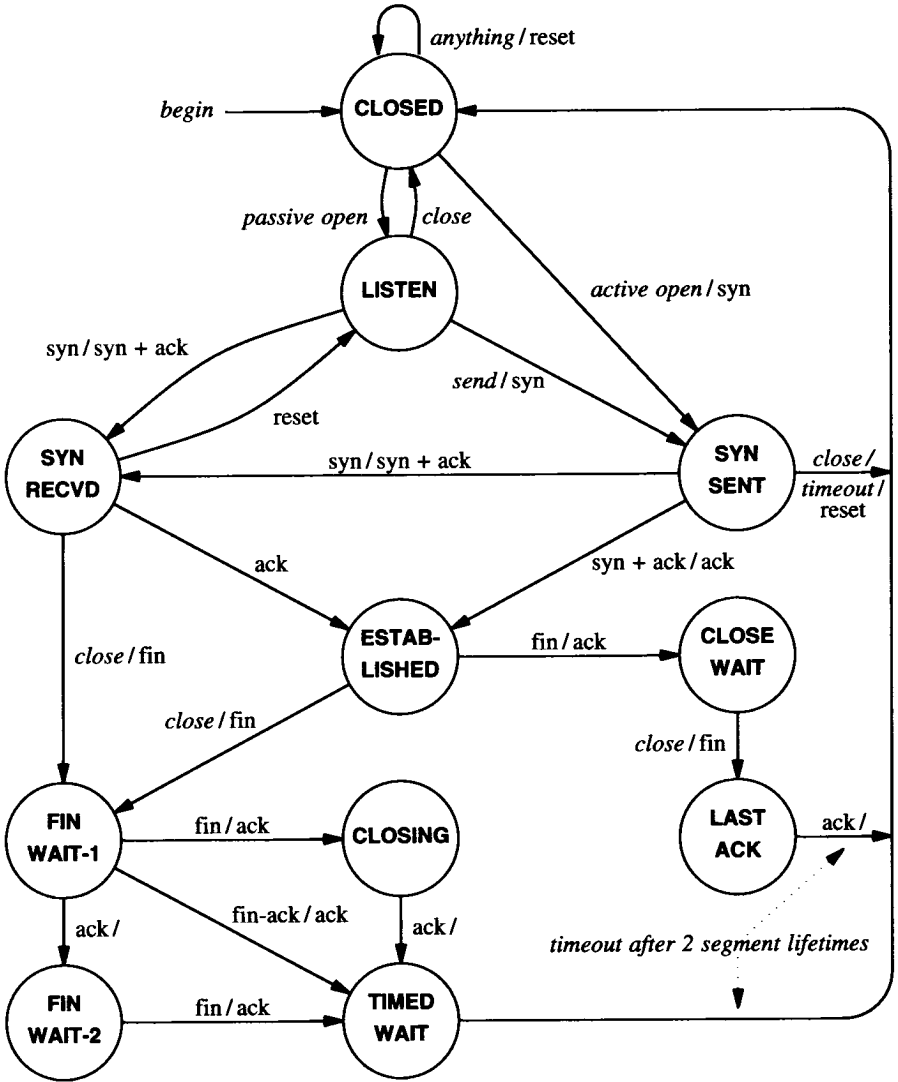 anything / reset
begin
CLOSED
passive open
close
LISTEN
active open / syn
syn / syn + ack
send / syn
reset
SYN
RECVD
syn / syn + ack
SYN
SENT
close /
timeout /
reset
ack
syn + ack / ack
ESTAB-
LISHED
fin / ack
CLOSE
WAIT
close / fin
close / fin
close / fin
FIN
WAIT-1
fin / ack
CLOSING
LAST
ACK
ack /
ack /
fin-ack / ack
ack /
timeout after 2 segment lifetimes
FIN
WAIT-2
fin / ack
TIMED
WAIT